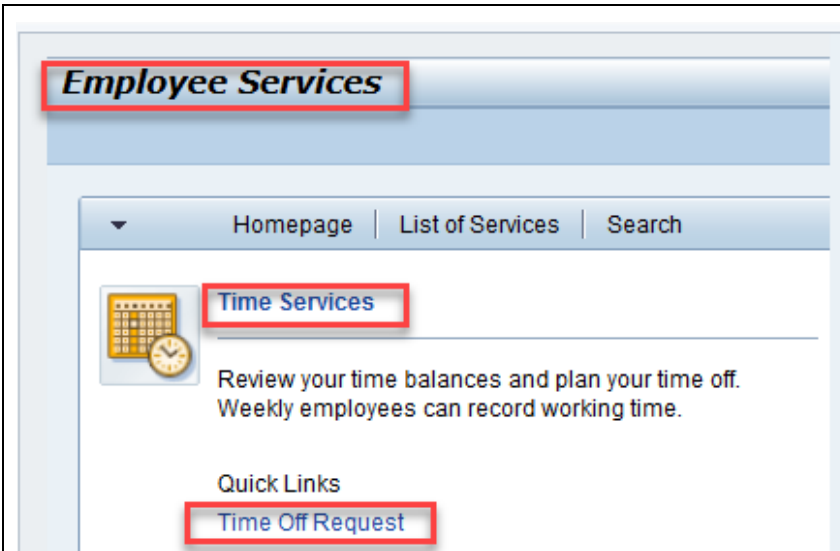 Employee Services
Homepage | List of Services | Search
Time Services
Review your time balances and plan your time off.
Weekly employees can record working time.
Quick Links
Time Off Request